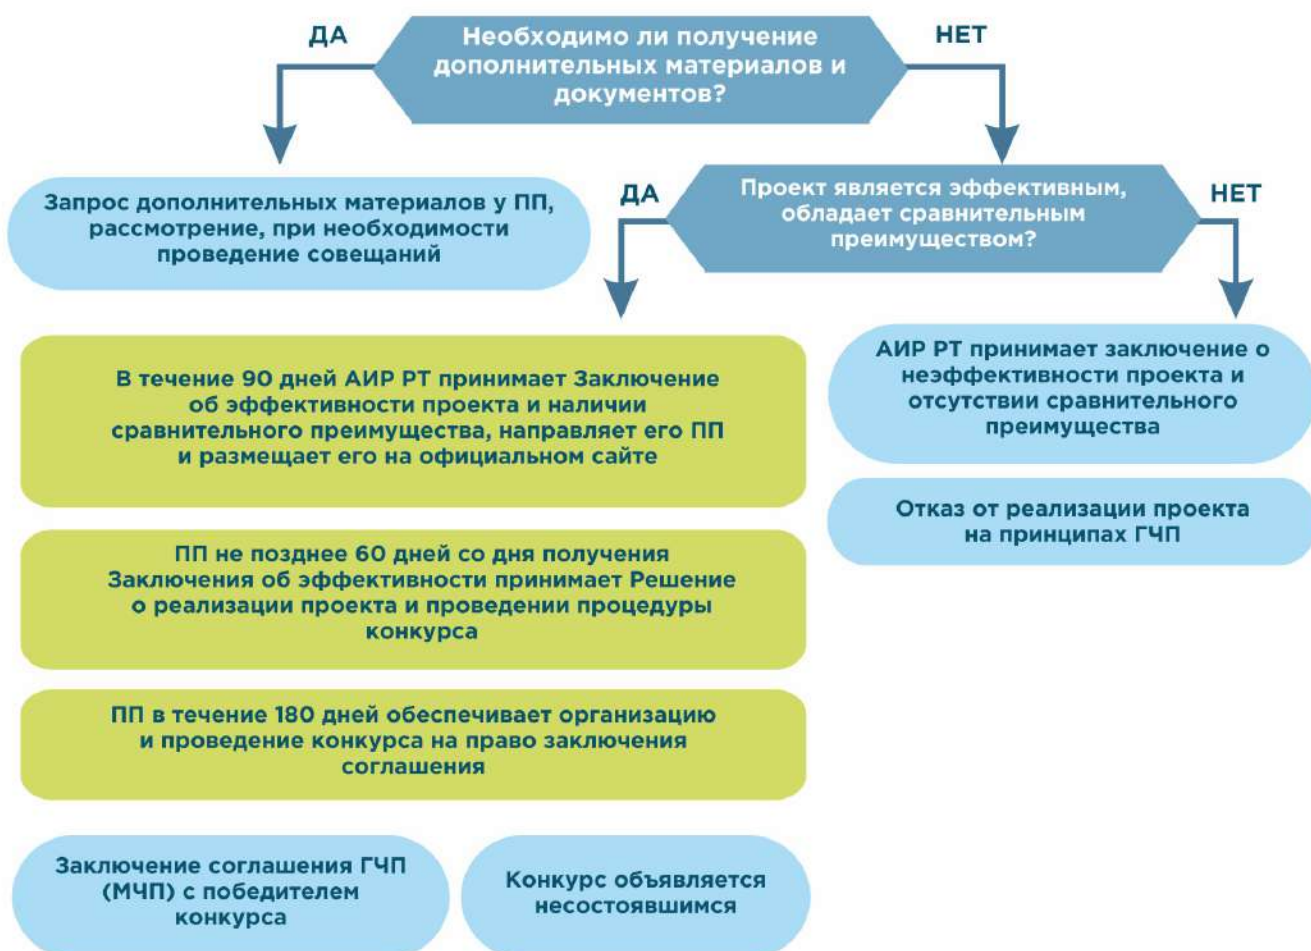 ДА
Необходимо ли получение
дополнительных материалов и
документов?
НЕТ
Запрос дополнительных материалов у ПП,
рассмотрение, при необходимости
проведение совещаний
ДА
Проект является эффективным,
обладает сравнительным
преимуществом?
НЕТ
В течение 90 дней АИР РТ принимает Заключение
об эффективности проекта и наличии
сравнительного преимущества, направляет его ПП
и размещает его на официальном сайте
АИР РТ принимает заключение о
неэффективности проекта и
отсутствии сравнительного
преимущества
Отказ от реализации проекта
на принципах ГЧП
ПП не позднее 60 дней со дня получения
Заключения об эффективности принимает Решение
о реализации проекта и проведении процедуры
конкурса
ПП в течение 180 дней обеспечивает организацию
и проведение конкурса на право заключения
соглашения
Заключение соглашения ГЧП
(МЧП) с победителем
конкурса
Конкурс объявляется
несостоявшимся